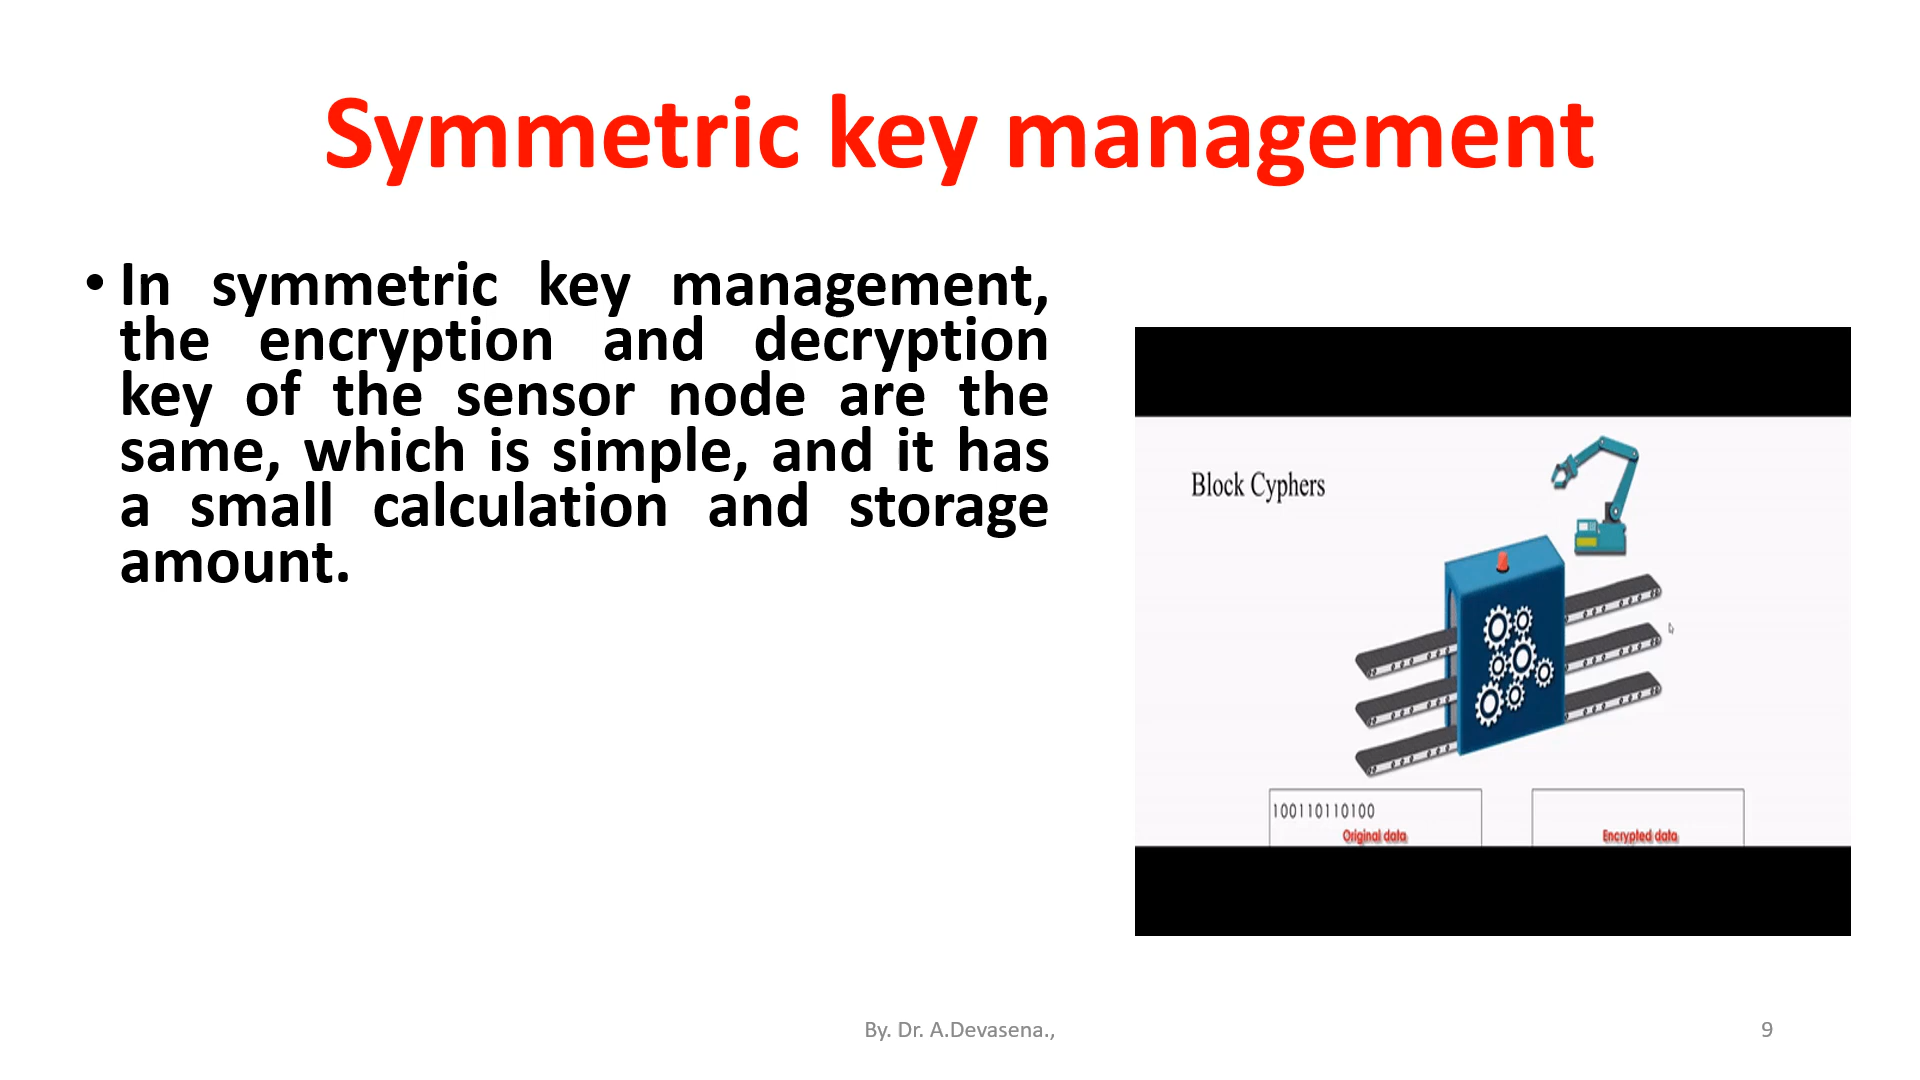 Symmetric key management
• In symmetric key management,
the encryption and decryption
key of the sensor node are the
same, which is simple, and it has
a small calculation and storage
amount.
Block Cyphers
100110110100
Original data
Encrypted data
By. Dr. A.Devasena.,
9